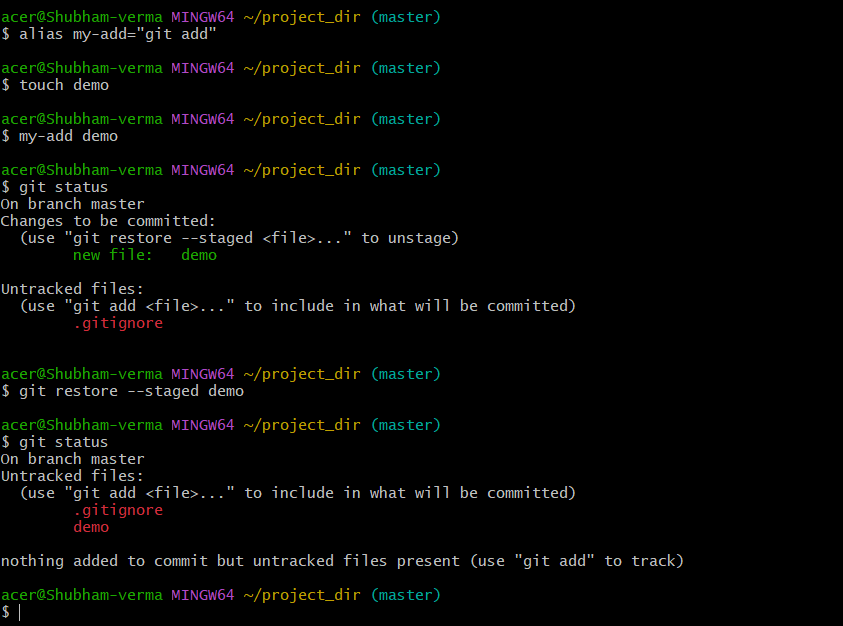 acer@Shubham-verma MINGW64 ~/project_dir (master)
$ alias my-add="git add"
acer@Shubham-verma MINGW64 ~/project_dir (master)
$ touch demo
acer@Shubham-verma MINGW64 ~/project_dir (master)
$ my-add demo
acer@Shubham-verma MINGW64 ~/project_dir (master)
$ git status
On branch master
Changes to be committed:
  (use "git restore --staged <file>..." to unstage)
        new file:   demo
Untracked files:
  (use "git add <file>..." to include in what will be committed)
        .gitignore
acer@Shubham-verma MINGW64 ~/project_dir (master)
$ git restore --staged demo
acer@Shubham-verma MINGW64 ~/project_dir (master)
$ git status
On branch master
Untracked files:
  (use "git add <file>..." to include in what will be committed)
        .gitignore
        demo
nothing added to commit but untracked files present (use "git add" to track)
acer@Shubham-verma MINGW64 ~/project_dir (master)
$